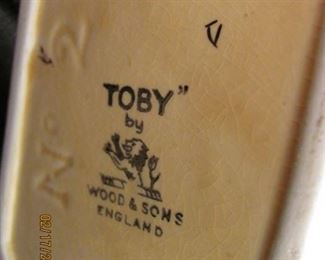 No 2
TOBY"
by
WOOD & SONS
ENGLAND